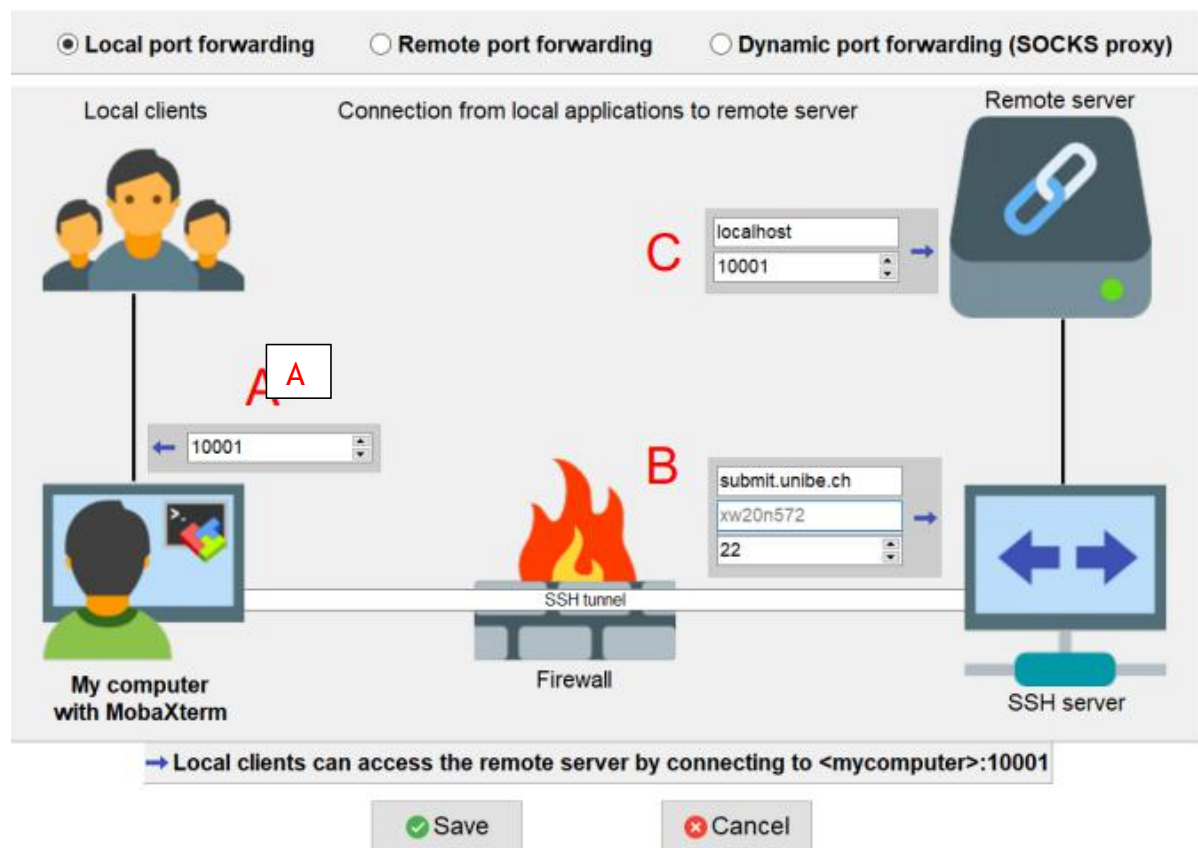 Local port forwarding
Remote port forwarding
Dynamic port forwarding (SOCKS proxy)
Local clients
Connection from local applications to remote server
Remote server
C
localhost
10001
A
A
10001
B
submit.unibe.ch
xw20n572
22
>_
SSH tunnel
My computer
with MobaXterm
Firewall
SSH server
Local clients can access the remote server by connecting to <mycomputer>:10001
Save
Cancel